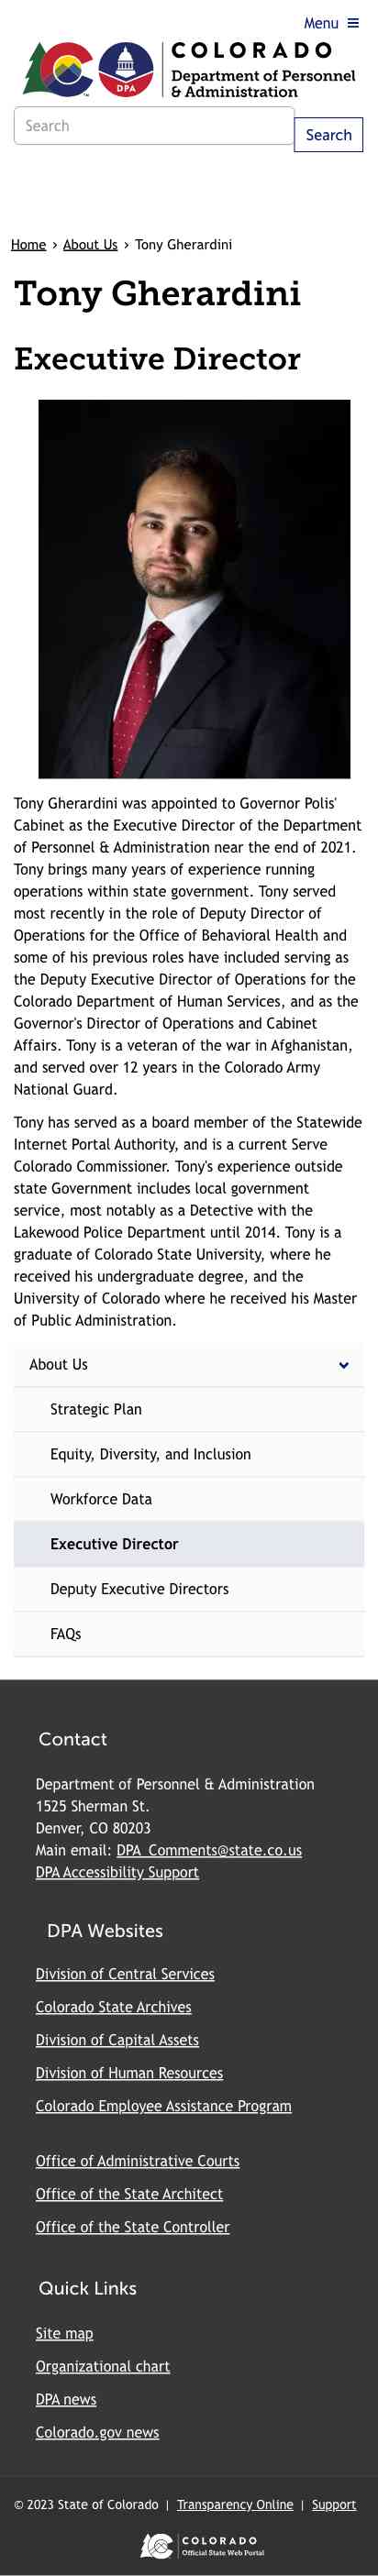 Menu
COLORADO
Department of Personnel
& Administration
DPA
Search
Search
Home › About Us › Tony Gherardini
Tony Gherardini
Executive Director
Tony Gherardini was appointed to Governor Polis'
Cabinet as the Executive Director of the Department
of Personnel & Administration near the end of 2021.
Tony brings many years of experience running
operations within state government. Tony served
most recently in the role of Deputy Director of
Operations for the Office of Behavioral Health and
some of his previous roles have included serving as
the Deputy Executive Director of Operations for the
Colorado Department of Human Services, and as the
Governor's Director of Operations and Cabinet
Affairs. Tony is a veteran of the war in Afghanistan,
and served over 12 years in the Colorado Army
National Guard.
Tony has served as a board member of the Statewide
Internet Portal Authority, and is a current Serve
Colorado Commissioner. Tony's experience outside
state Government includes local government
service, most notably as a Detective with the
Lakewood Police Department until 2014. Tony is a
graduate of Colorado State University, where he
received his undergraduate degree, and the
University of Colorado where he received his Master
of Public Administration.
About Us
Strategic Plan
Equity, Diversity, and Inclusion
Workforce Data
Executive Director
Deputy Executive Directors
FAQs
Contact
Department of Personnel & Administration
1525 Sherman St.
Denver, CO 80203
Main email: DPA_Comments@state.co.us
DPA Accessibility Support
DPA Websites
Division of Central Services
Colorado State Archives
Division of Capital Assets
Division of Human Resources
Colorado Employee Assistance Program
Office of Administrative Courts
Office of the State Architect
Office of the State Controller
Quick Links
Site map
Organizational chart
DPA news
Colorado.gov news
© 2023 State of Colorado | Transparency Online | Support
COLORADO
Official State Web Portal